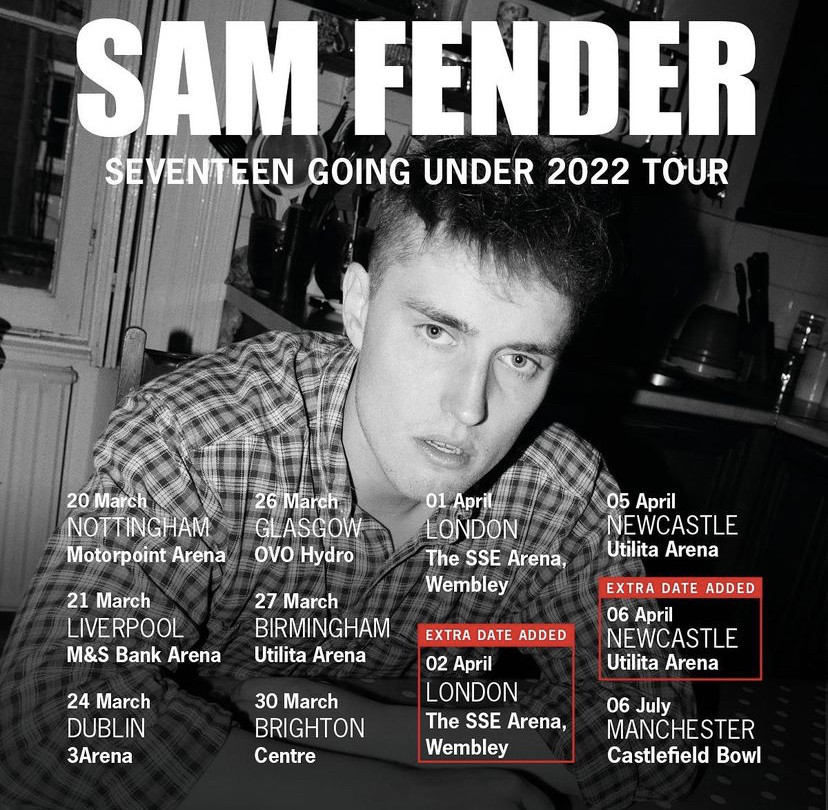 SAM FENDER
SEVENTEEN GOING UNDER 2022 TOUR
20 March
NOTTINGHAM
Motorpoint Arena
21 March
LIVERPOOL
M&S Bank Arena
24 March
DUBLIN
3Arena
26 March
GLASGOW
OVO Hydro
27 March
BIRMINGHAM
Utilita Arena
30 March
BRIGHTON
Centre
01 April
LONDON
The SSE Arena,
Wembley
EXTRA DATE ADDED
02 April
LONDON
The SSE Arena,
Wembley
05 April
NEWCASTLE
Utilita Arena
EXTRA DATE ADDED
06 April
NEWCASTLE
Utilita Arena
06 July
MANCHESTER
Castlefield Bowl